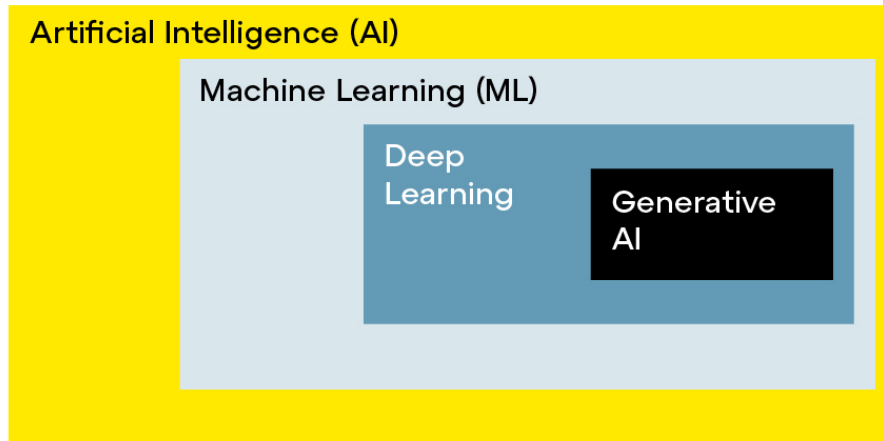 Artificial Intelligence (AI)
Machine Learning (ML)
Deep
Learning
Generative
AI